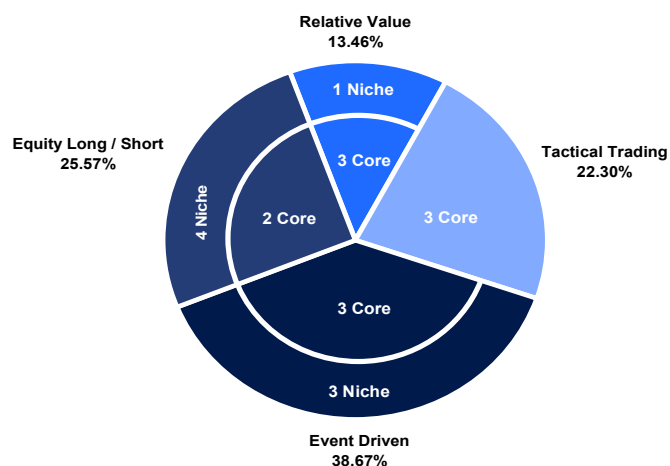 Relative Value
13.46%
1 Niche
Equity Long / Short
25.57%
3 Core
Tactical Trading
22.30%
4 Niche
2 Core
3 Core
3 Core
3 Niche
Event Driven
38.67%